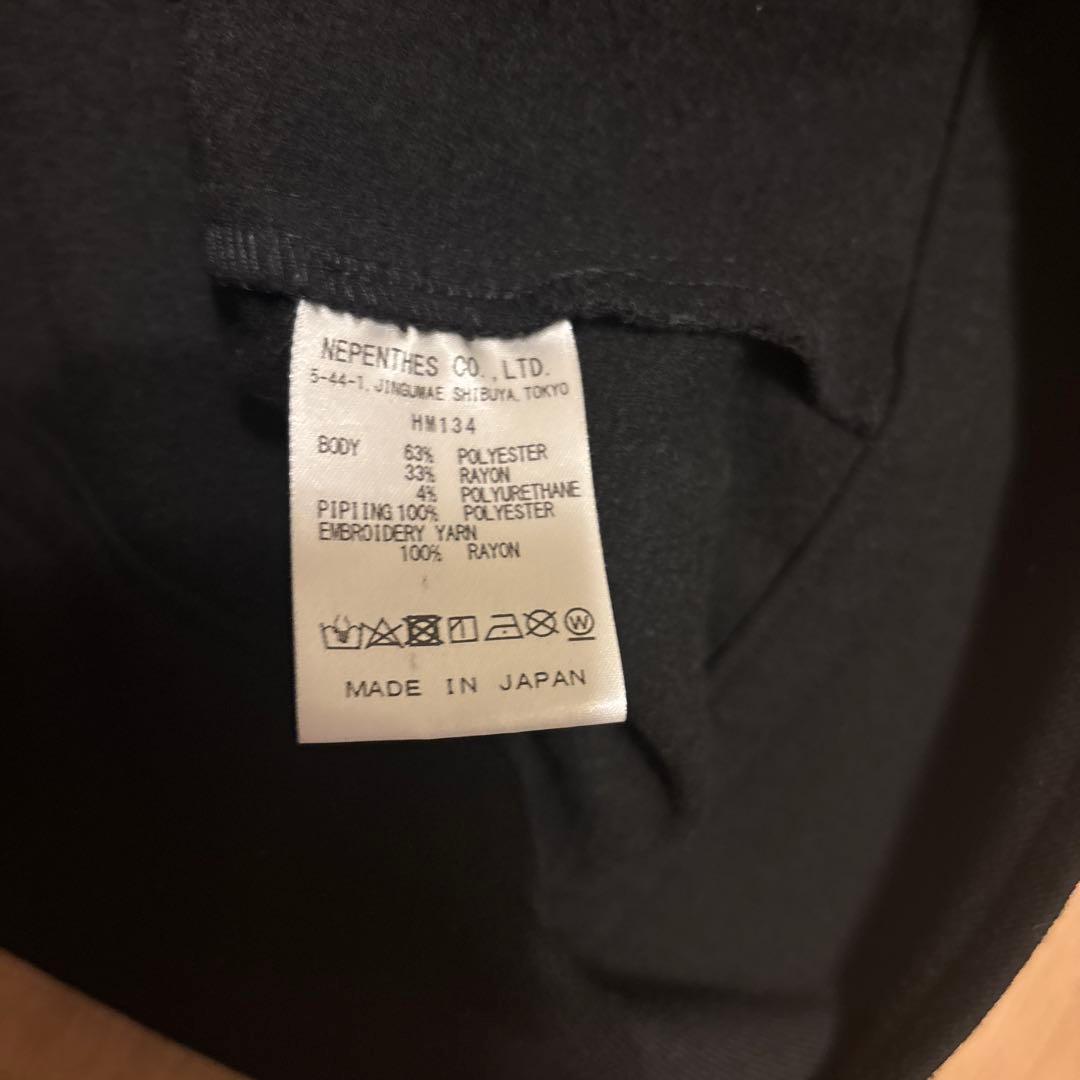 NEPENTHES CO., LTD.
5-44-1, JINGUMAE SHIBUYA, TOKYO
HM134
BODY 63% POLYESTER
33% RAYON
4% POLYURETHANE
PIPIING 100% POLYESTER
EMBROIDERY YARN
100% RAYON
W
MADE IN JAPAN